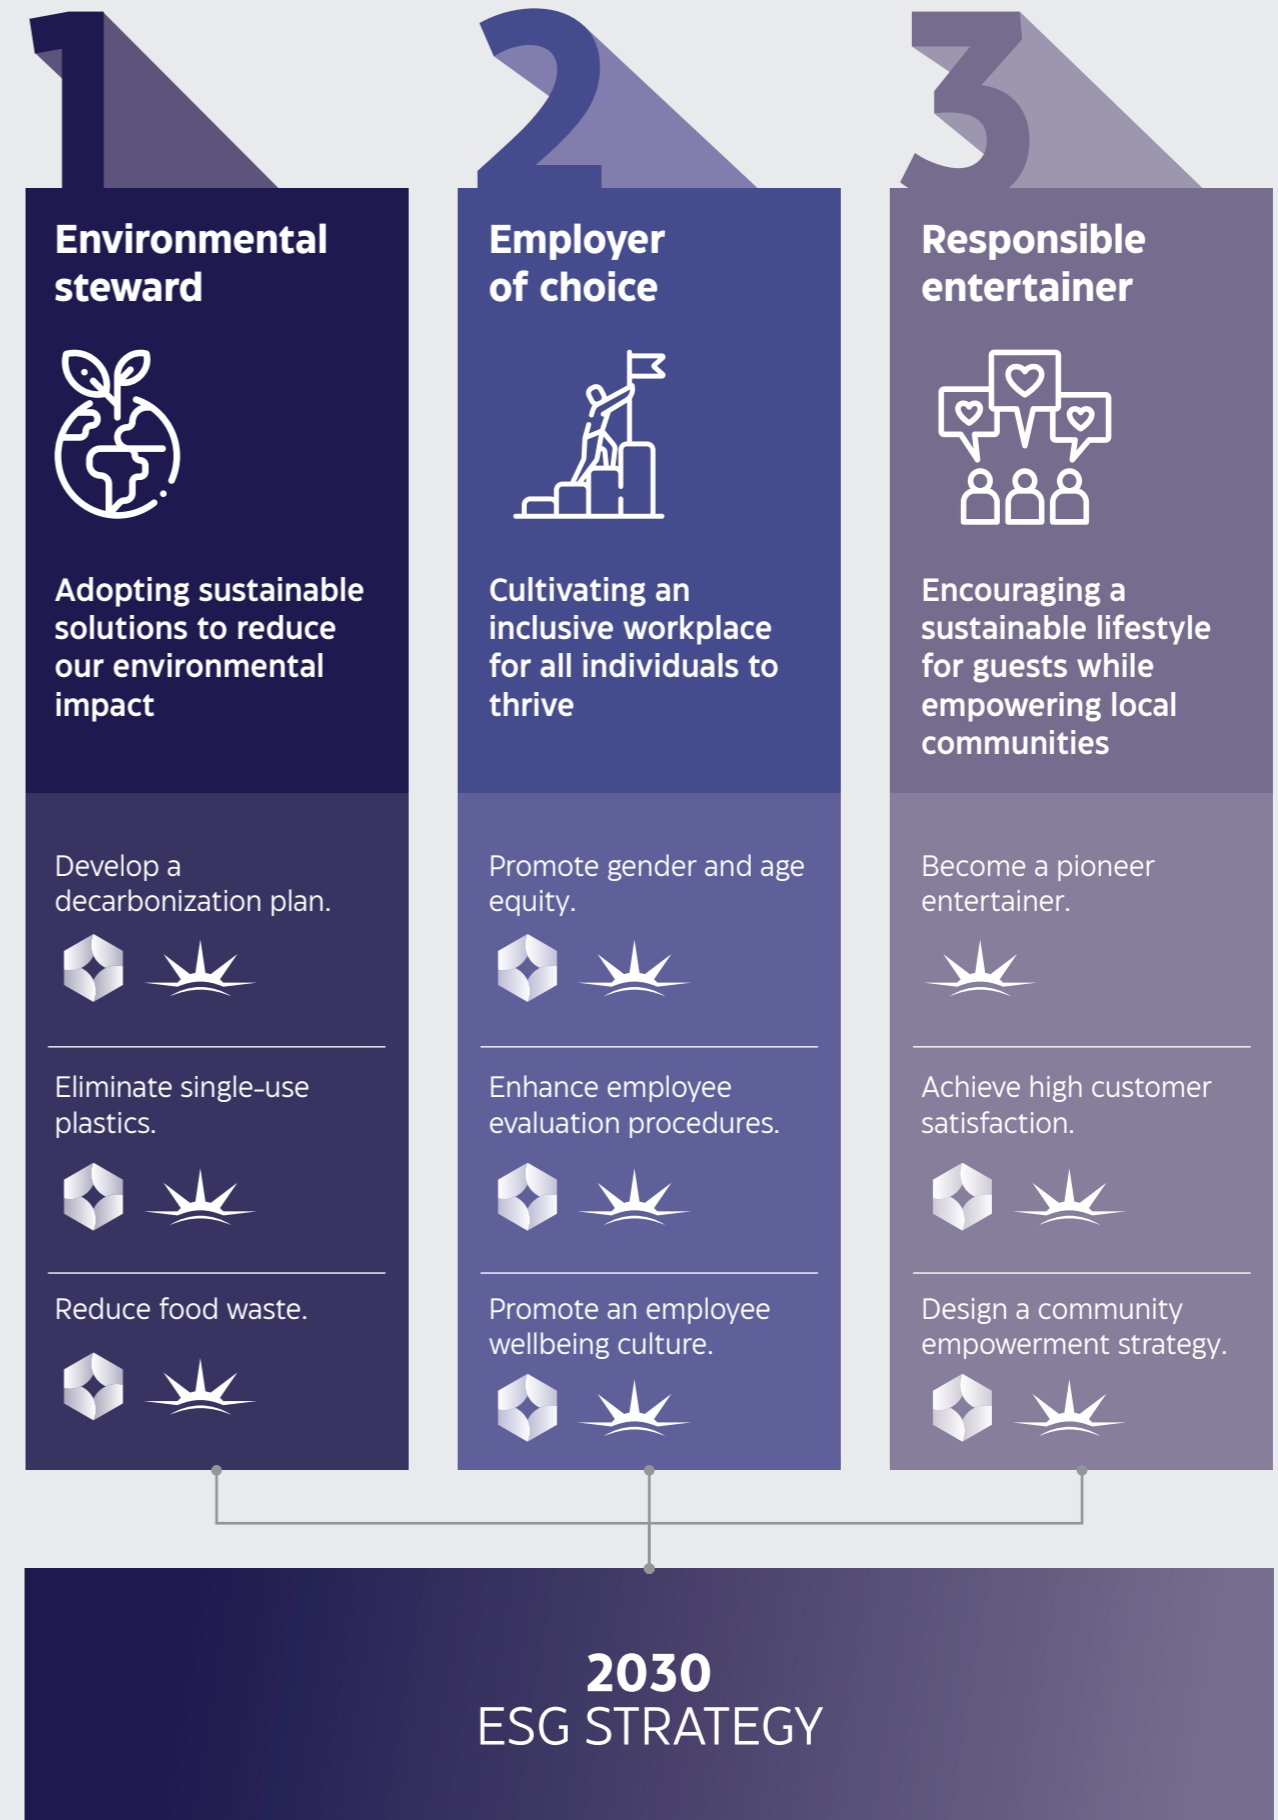 1
Environmental
steward
Adopting sustainable
solutions to reduce
our environmental
impact
Develop a
decarbonization plan.
Eliminate single-use
plastics.
Reduce food waste.
2
Employer
of choice
Cultivating an
inclusive workplace
for all individuals to
thrive
Promote gender and age
equity.
Enhance employee
evaluation procedures.
Promote an employee
wellbeing culture.
3
Responsible
entertainer
Encouraging a
sustainable lifestyle
for guests while
empowering local
communities
Become a pioneer
entertainer.
Achieve high customer
satisfaction.
Design a community
empowerment strategy.
2030
ESG STRATEGY